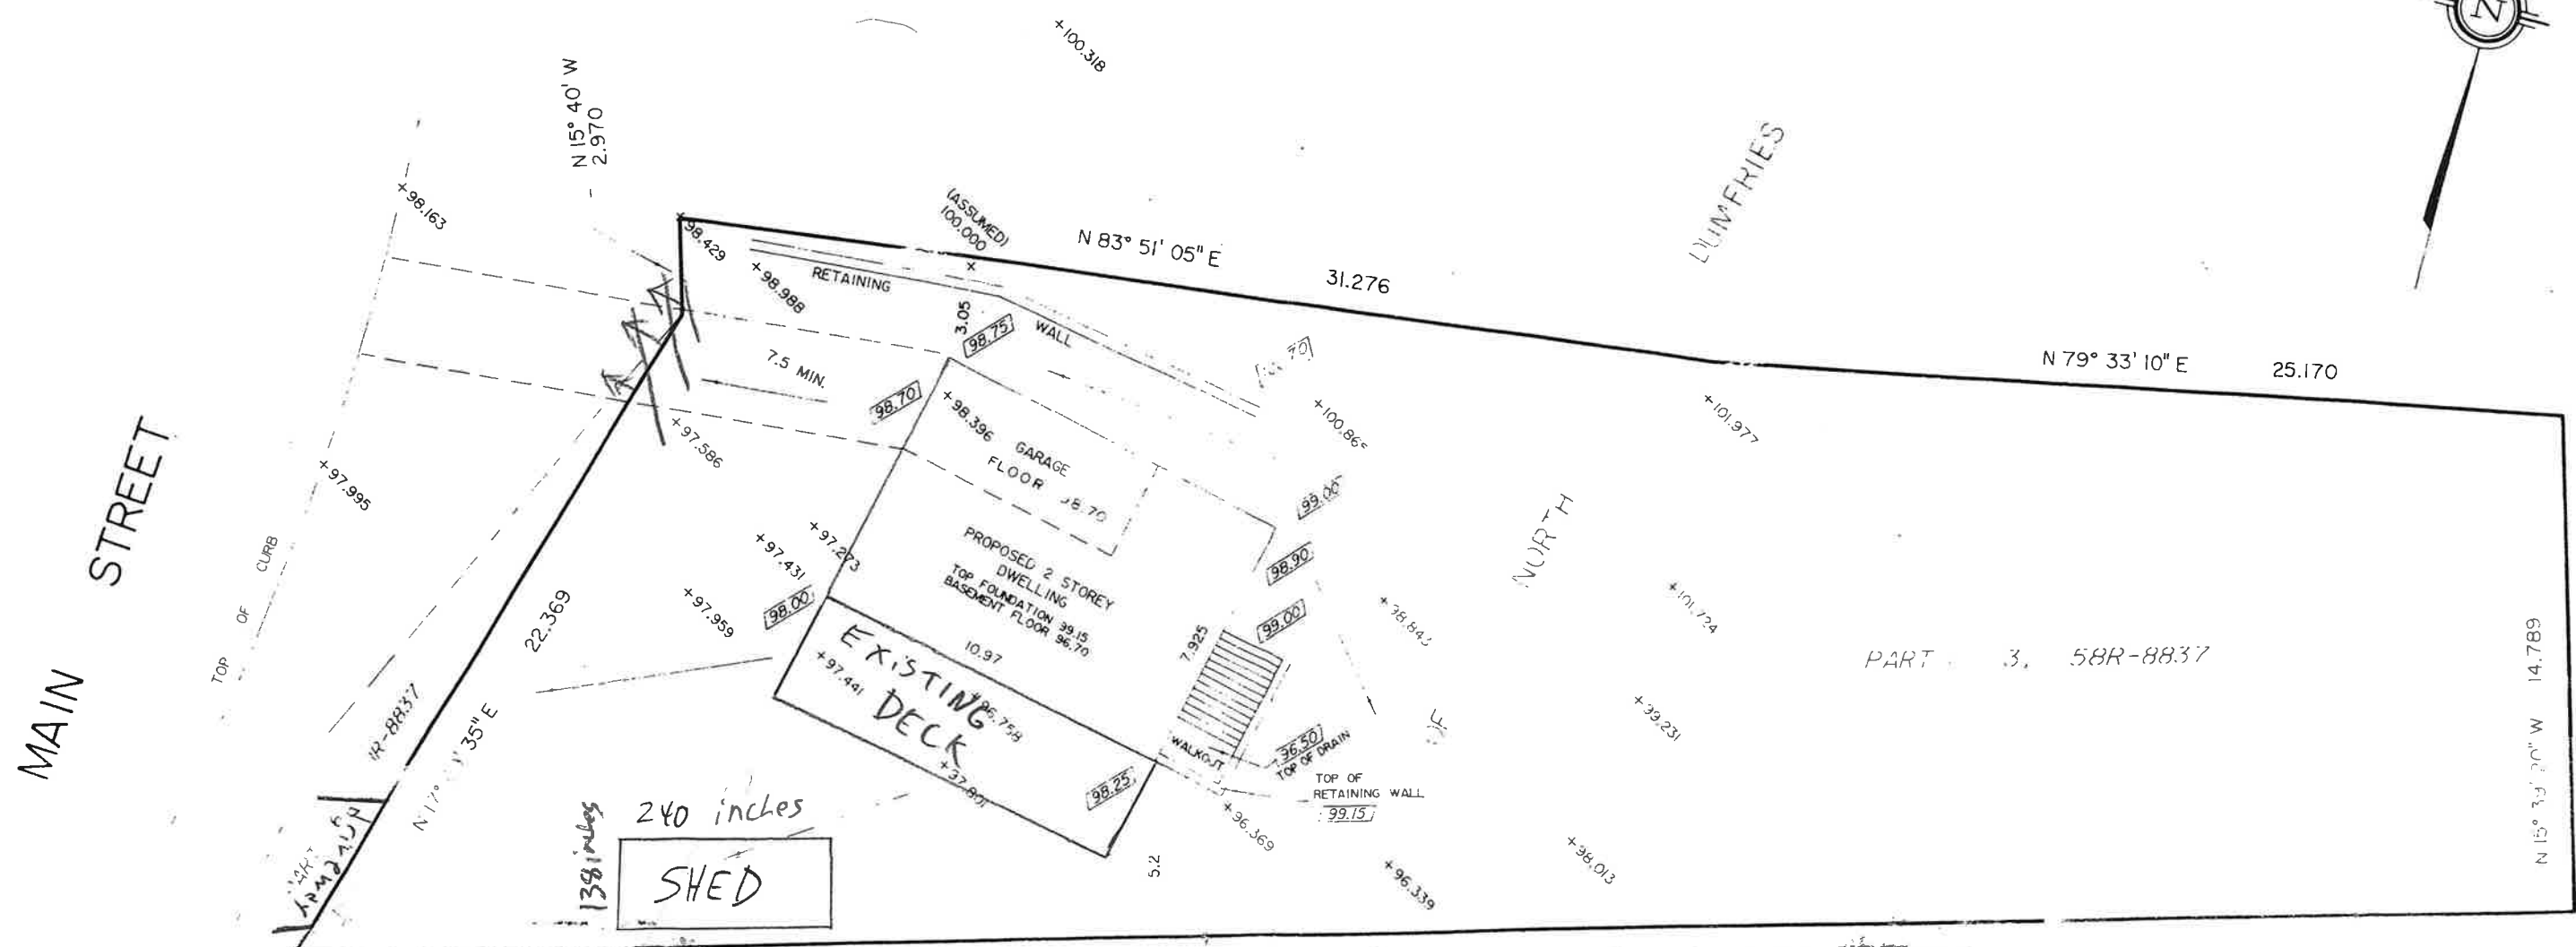 N
+100.318
N 15° 40' W
2.970
+98.163
DUMFRIES
(ASSUMED)
100.000
N 83° 51' 05" E
31.276
98.429
+98.988
RETAINING
WALL
3.05
98.75
7.5 MIN.
98.70
N 79° 33' 10" E
25.170
+98.396
GARAGE
FLOOR
+101.977
+97.586
MAIN STREET
+97.995
TOP OF CURB
99.00
NORTH
+97.273
+97.431
98.00
+97.959
22.369
PROPOSED 2 STOREY
DWELLING
TOP FOUNDATION 99.15
BASEMENT FLOOR 96.70
98.90
99.00
10.97
7.925
EXISTING
DECK
+97.441
PART 3, 58R-8837
14.789
+99.231
OF
96.50
TOP OF DRAIN
WALKOUT
TOP OF
RETAINING WALL
99.15
98.25
+96.369
5.2
+96.339
+98.013
35" E
240 inches
138 inches
SHED
driveway